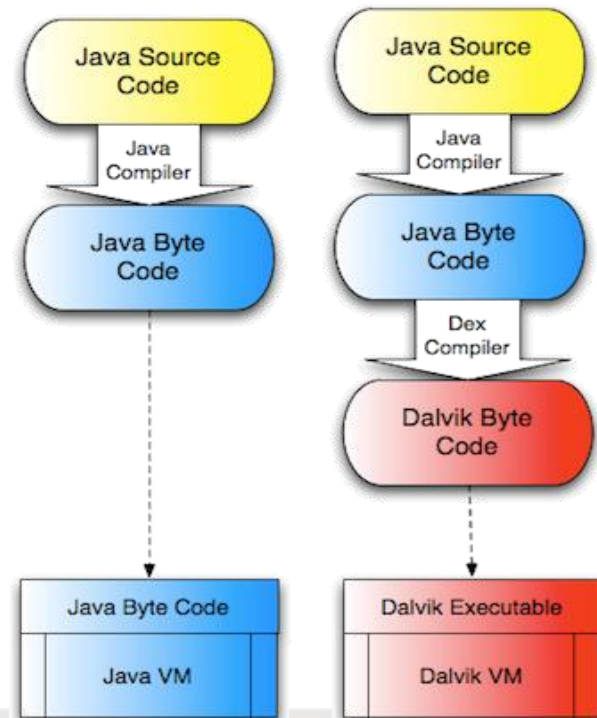 Java Source
Code
Java
Compiler
Java Byte
Code
Java Byte Code
Java VM
Java Source
Code
Java
Compiler
Java Byte
Code
Dex
Compiler
Dalvik Byte
Code
Dalvik Executable
Dalvik VM